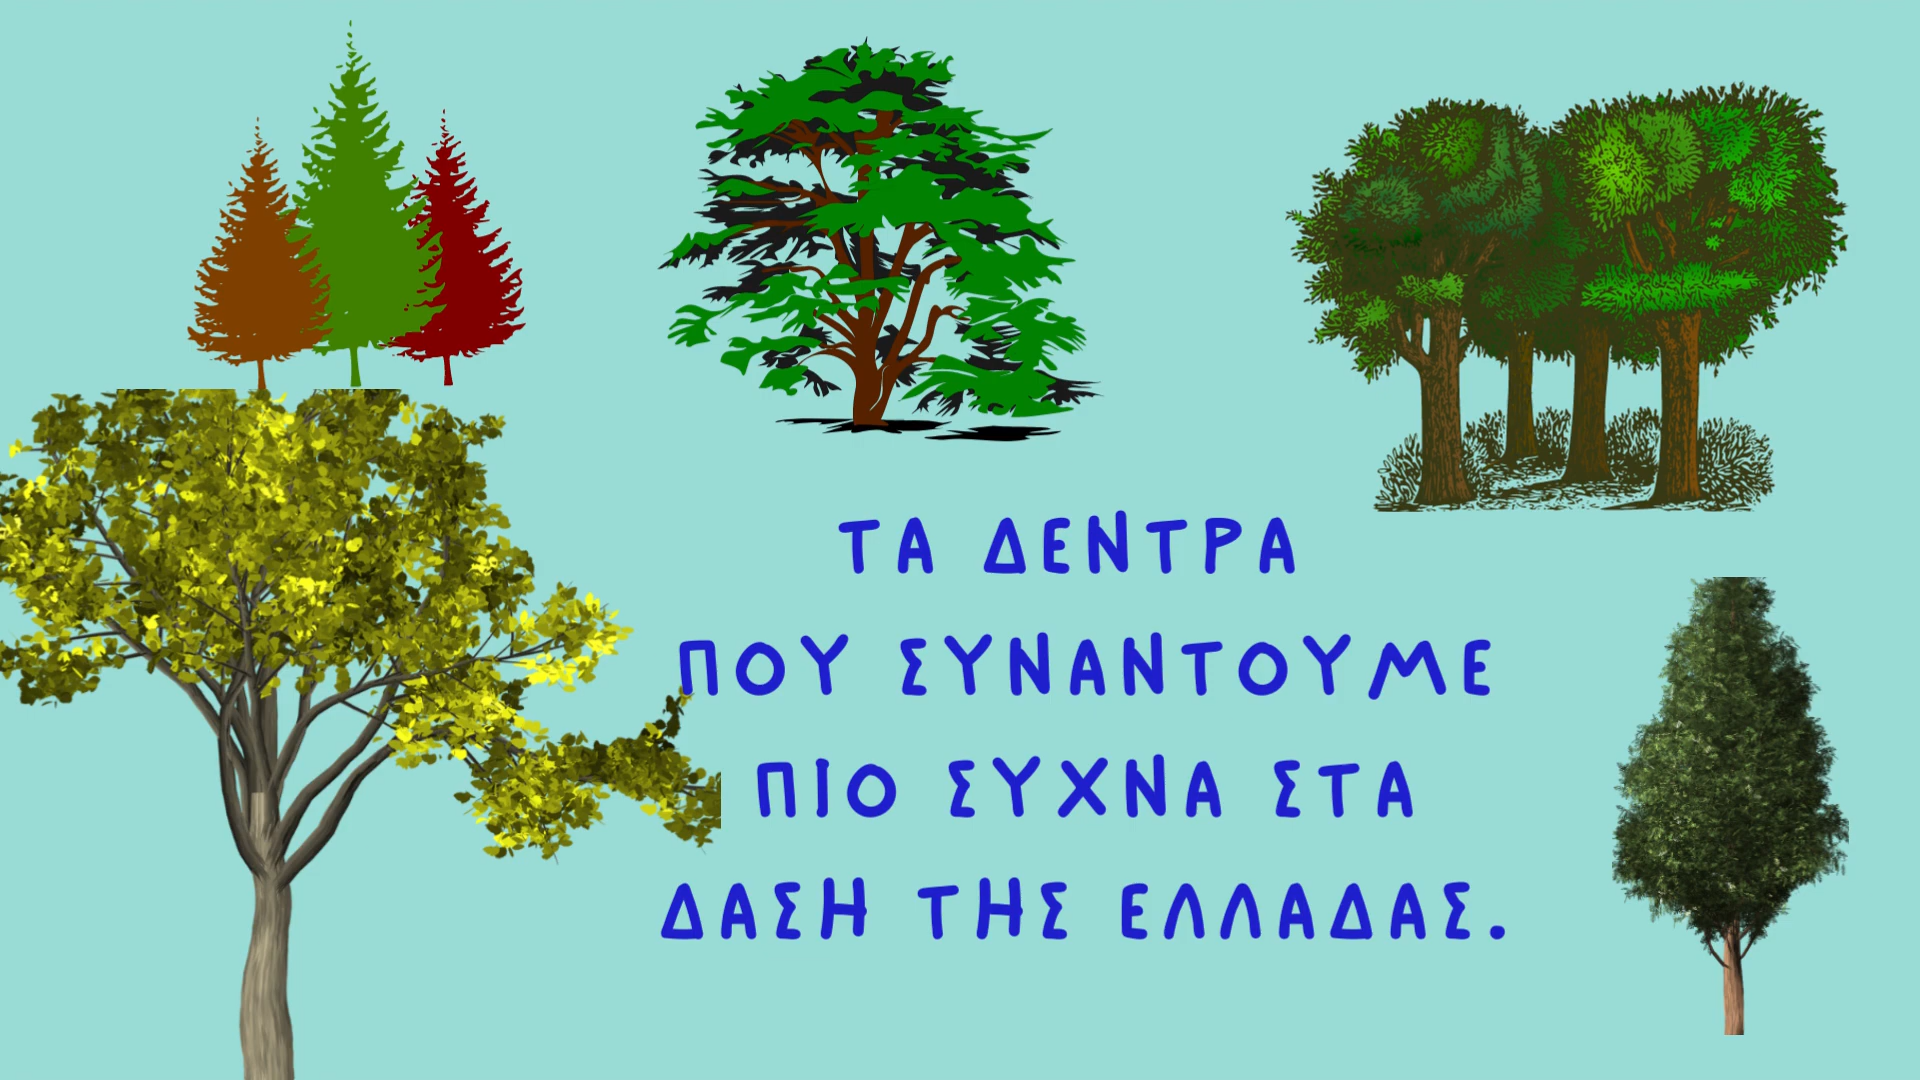 ΤΑ ΔΕΝΤΡΑ
ΠΟΥ ΣΥΝΑΝΤΟΥΜΕ
ΠΙΟ ΣΥΧΝΑ ΣΤΑ
ΔΑΣΗ ΤΗΣ ΕΛΛΑΔΑΣ.